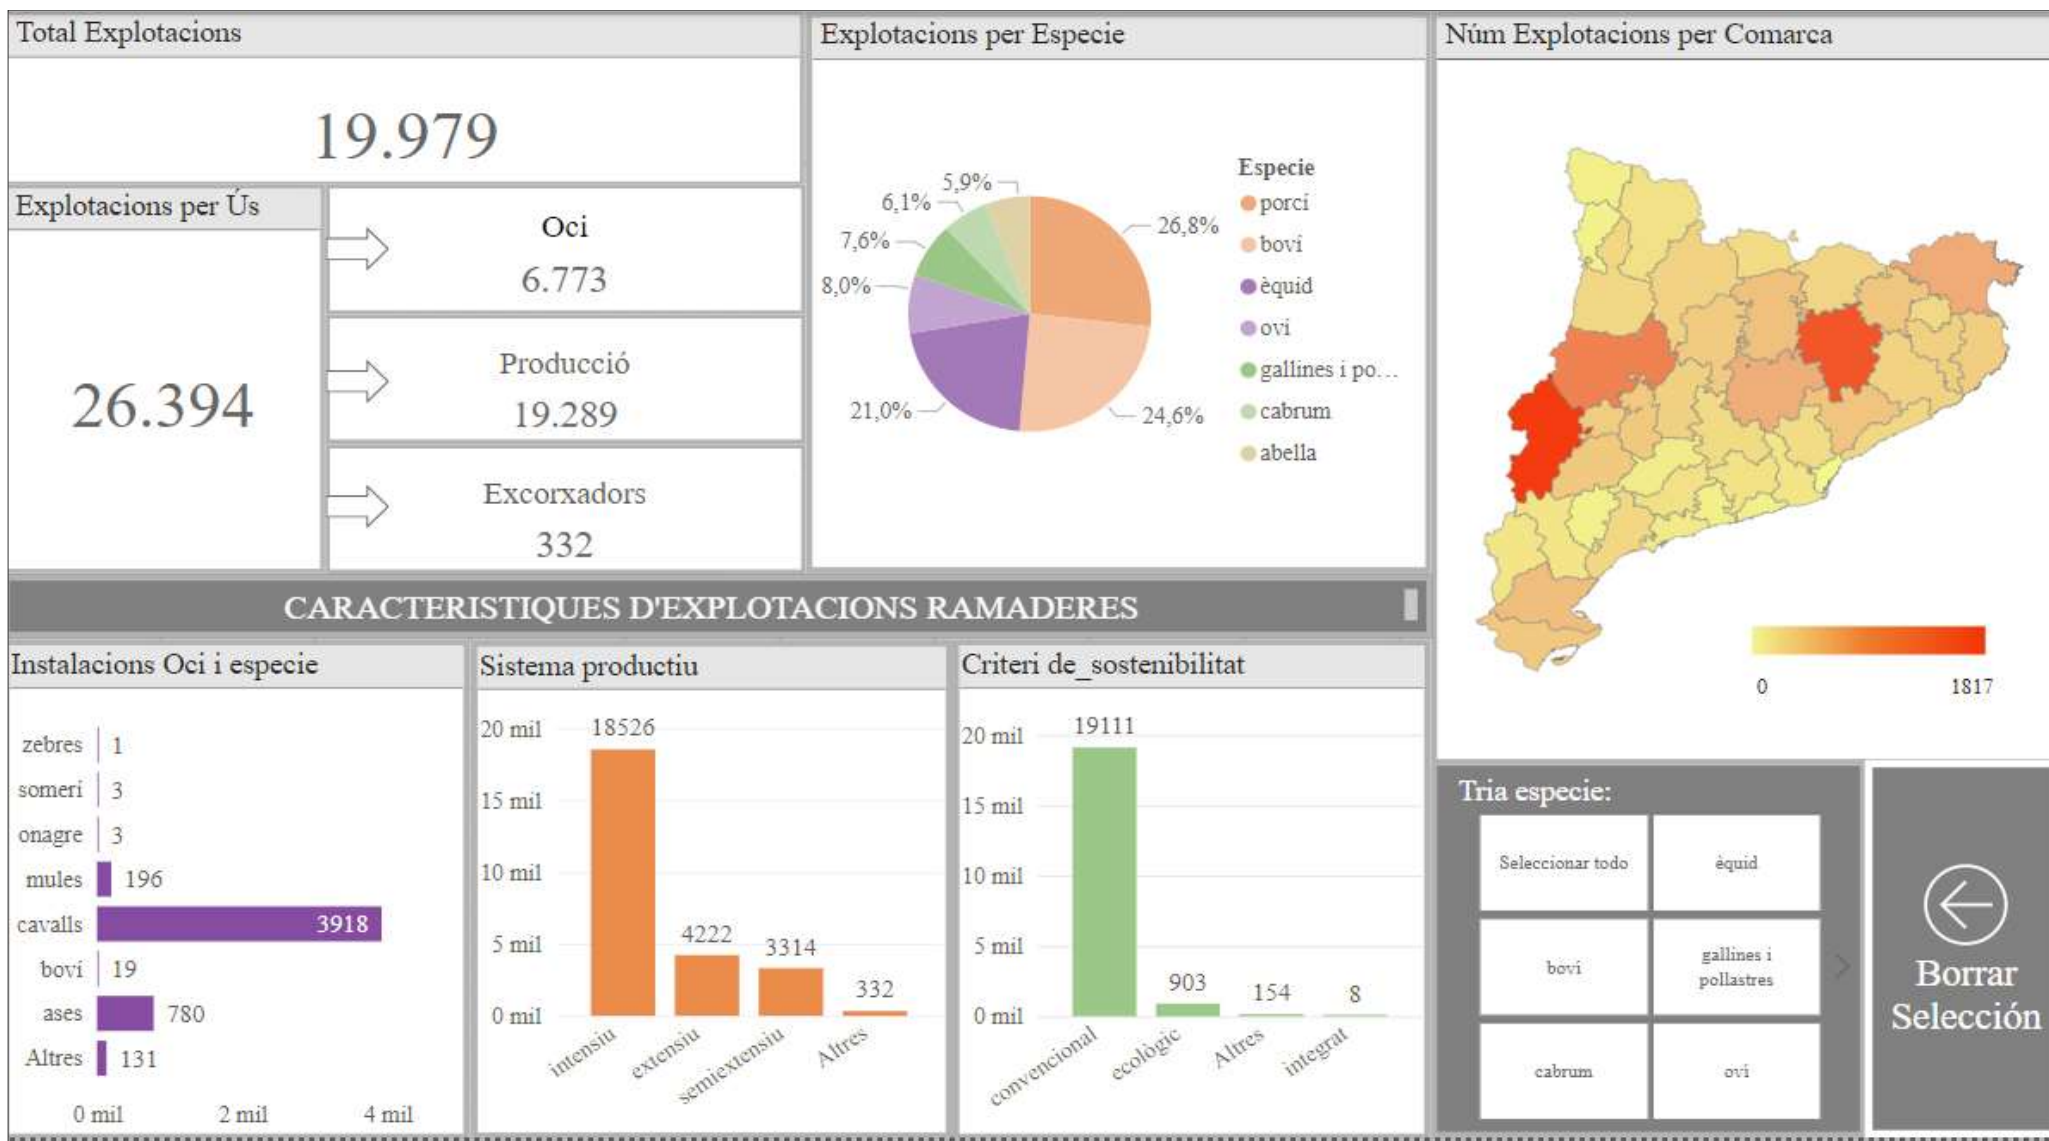 Total Explotacions
19.979
Explotacions per Ús
26.394
Oci
6.773
Producció
19.289
Excorxadors
332
Explotacions per Especie
5,9%
6,1%
7,6%
8,0%
21,0%
26,8%
24,6%
Especie
porcí
boví
èquid
oví
gallines i po...
cabrum
abella
Núm Explotacions per Comarca
0
1817
CARACTERISTIQUES D'EXPLOTACIONS RAMADERES
Instalacions Oci i especie
zebres 1
somerí 3
onagre 3
mules 196
cavalls 3918
boví 19
ases 780
Altres 131
0 mil 2 mil 4 mil
Sistema productiu
20 mil
15 mil
10 mil
5 mil
0 mil
18526
4222
3314
332
intensiu
extensiu
semiextensiu
Altres
Criteri de_sostenibilitat
20 mil
15 mil
10 mil
5 mil
0 mil
19111
903
154
8
convencional
ecològic
Altres
integrat
Tria especie:
Seleccionar todo
èquid
boví
gallines i
pollastres
cabrum
oví
Borrar
Selección